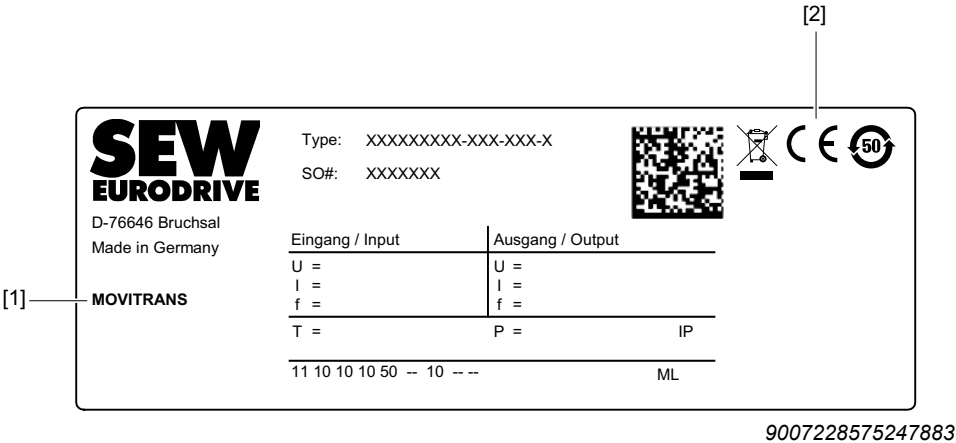 [2]
SEW
EURODRIVE
D-76646 Bruchsal
Made in Germany
[1]
MOVITRANS
Type: XXXXXXXXX-XXX-XXX-X
SO#: XXXXXXX
CE
50
Eingang / Input Ausgang / Output
U = U =
I = I =
f = f =
T = P = IP
11 10 10 10 50 -- 10 -- -- ML
9007228575247883